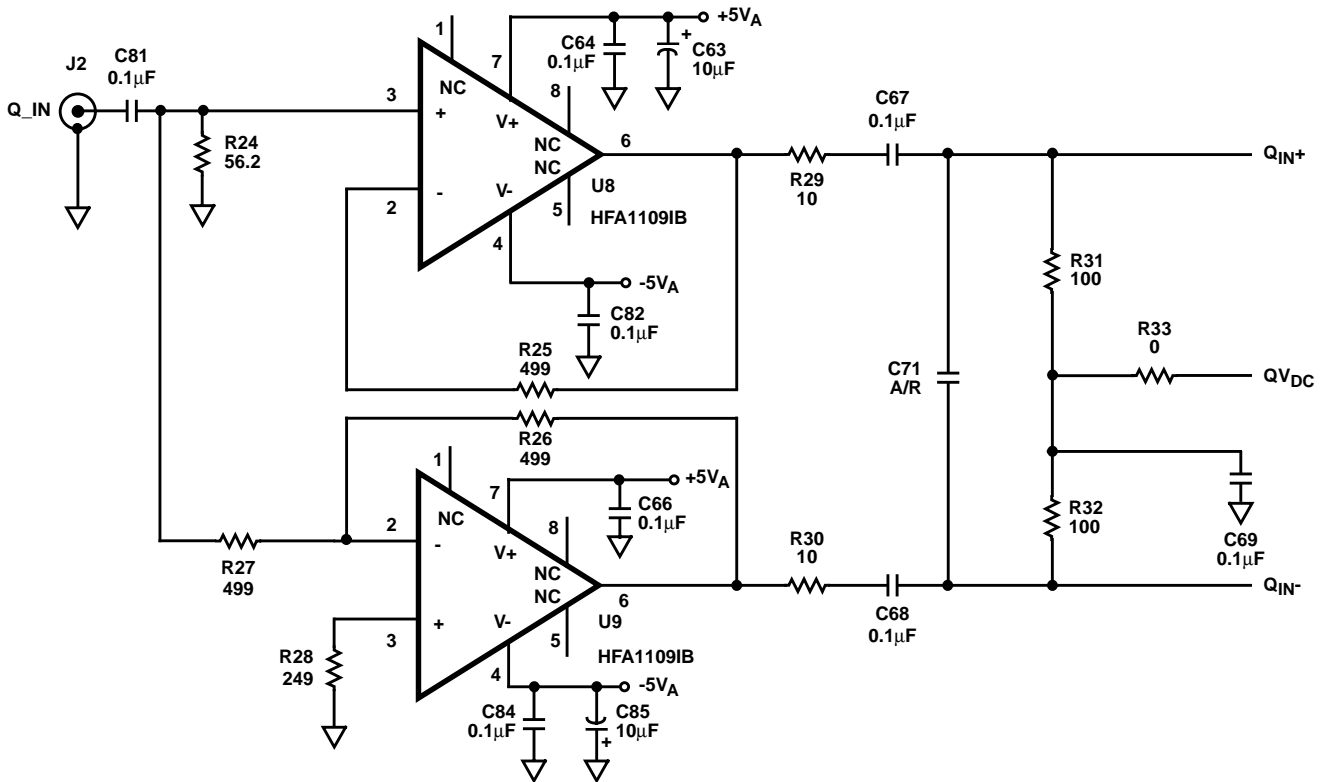 J2
Q_IN
C81
0.1μF
R24
56.2
1
NC
3
+
2
-
7
V+
8
NC
NC
5
V-
4
6
U8
HFA1109IB
+5VA
C64
0.1μF
+
C63
10μF
-5VA
C82
0.1μF
R25
499
R26
499
R29
10
C67
0.1μF
QIN+
R31
100
R33
0
QVDC
C71
A/R
R32
100
C69
0.1μF
QIN-
R27
499
R28
249
1
NC
2
-
3
+
7
V+
8
NC
NC
5
V-
4
6
U9
HFA1109IB
+5VA
C66
0.1μF
R30
10
C68
0.1μF
-5VA
C84
0.1μF
C85
10μF
+